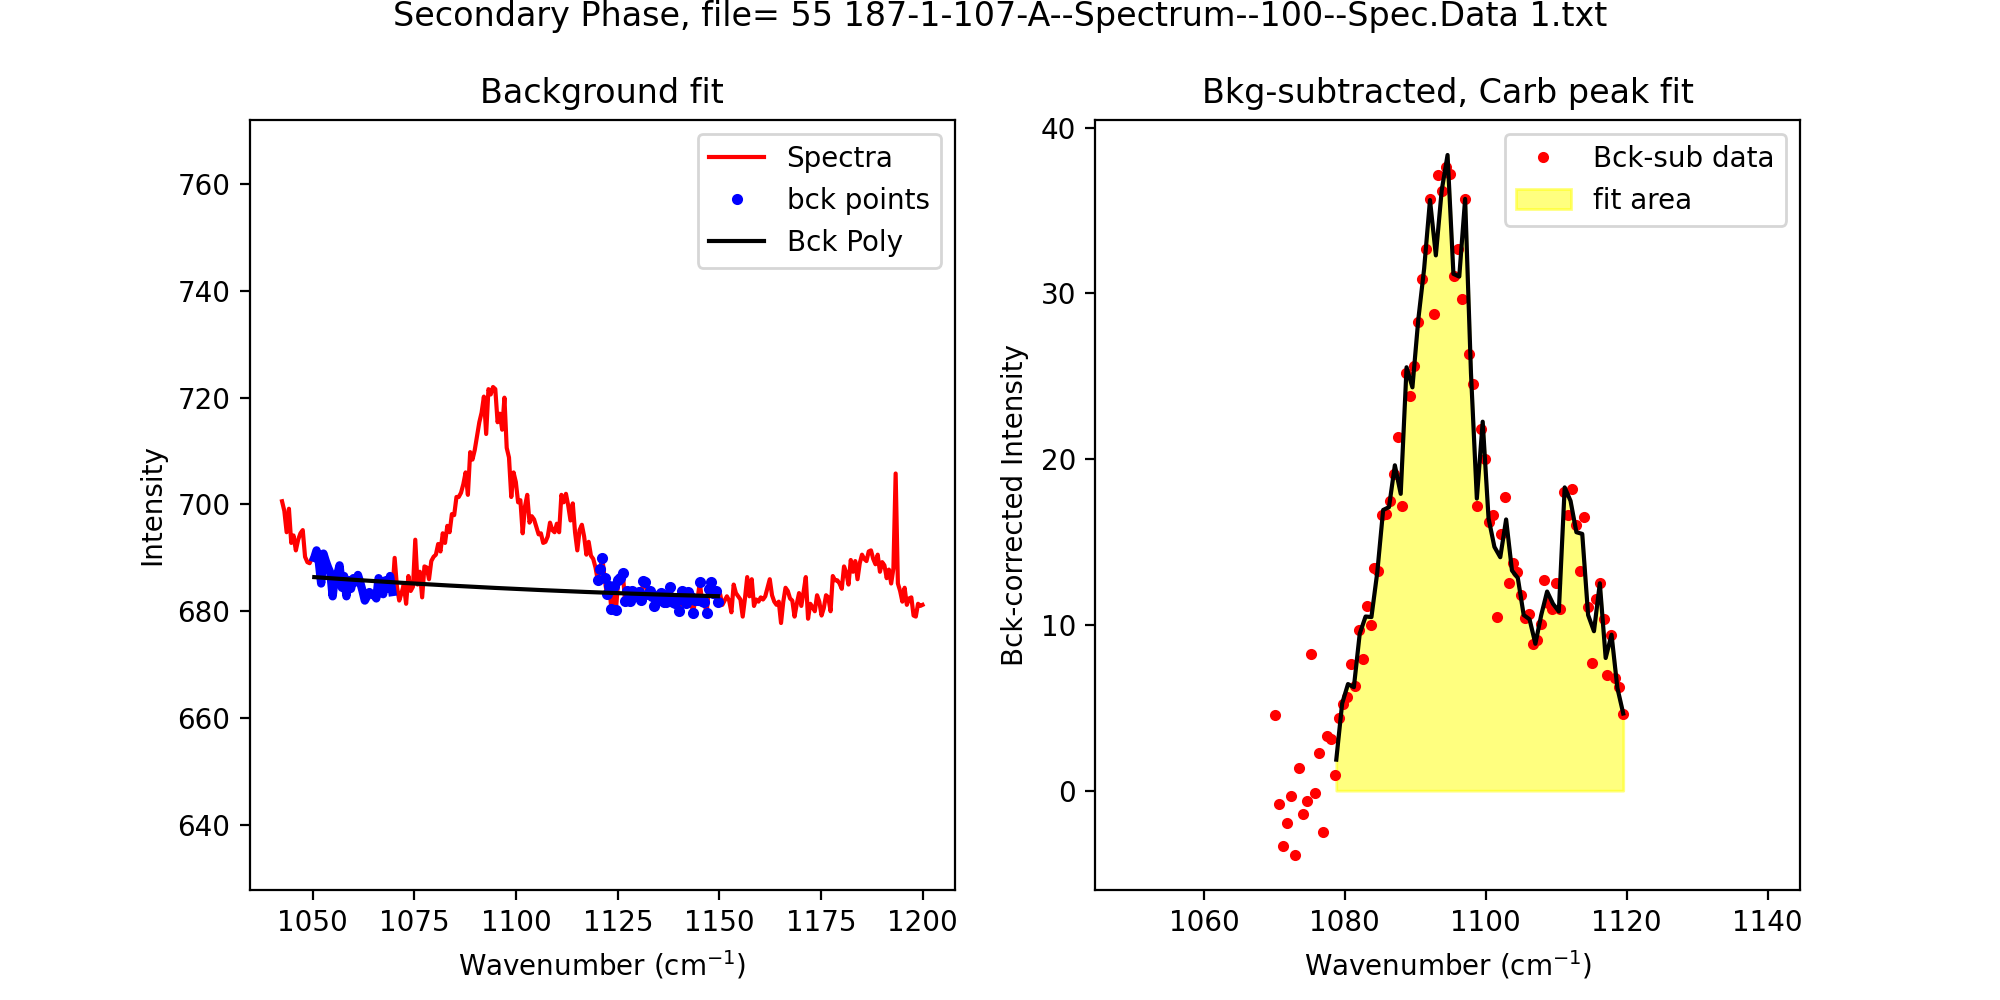 Secondary Phase, file= 55 187-1-107-A--Spectrum--100--Spec.Data 1.txt
Background fit
Spectra
bck points
Bck Poly
Intensity
760
740
720
700
680
660
640
1050 1075 1100 1125 1150 1175 1200
Wavenumber (cm⁻¹)
Bkg-subtracted, Carb peak fit
Bck-sub data
fit area
Bck-corrected Intensity
40
30
20
10
0
1060 1080 1100 1120 1140
Wavenumber (cm⁻¹)